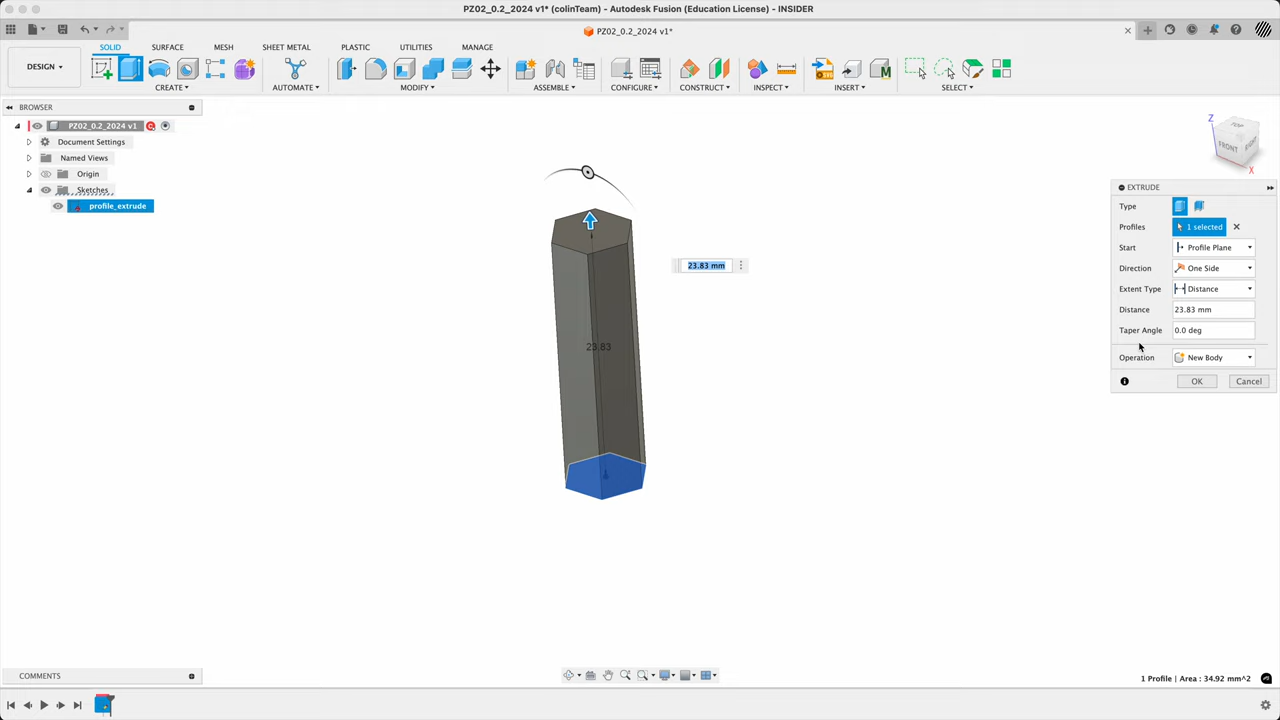 PZ02_0.2_2024 v1* (colinTeam) - Autodesk Fusion (Education License) - INSIDER
PZ02_0.2_2024 v1*
SOLID SURFACE MESH SHEET METAL PLASTIC UTILITIES MANAGE
DESIGN
CREATE AUTOMATE MODIFY ASSEMBLE CONFIGURE CONSTRUCT INSPECT INSERT SELECT
BROWSER
PZ02_0.2_2024 v1
Document Settings
Named Views
Origin
Sketches
profile_extrude
Z
TOP
FRONT
RIGHT
X
23.83 mm
23.83
EXTRUDE
Type
Profiles 1 selected
Start Profile Plane
Direction One Side
Extent Type Distance
Distance 23.83 mm
Taper Angle 0.0 deg
Operation New Body
OK Cancel
COMMENTS
1 Profile | Area : 34.92 mm^2